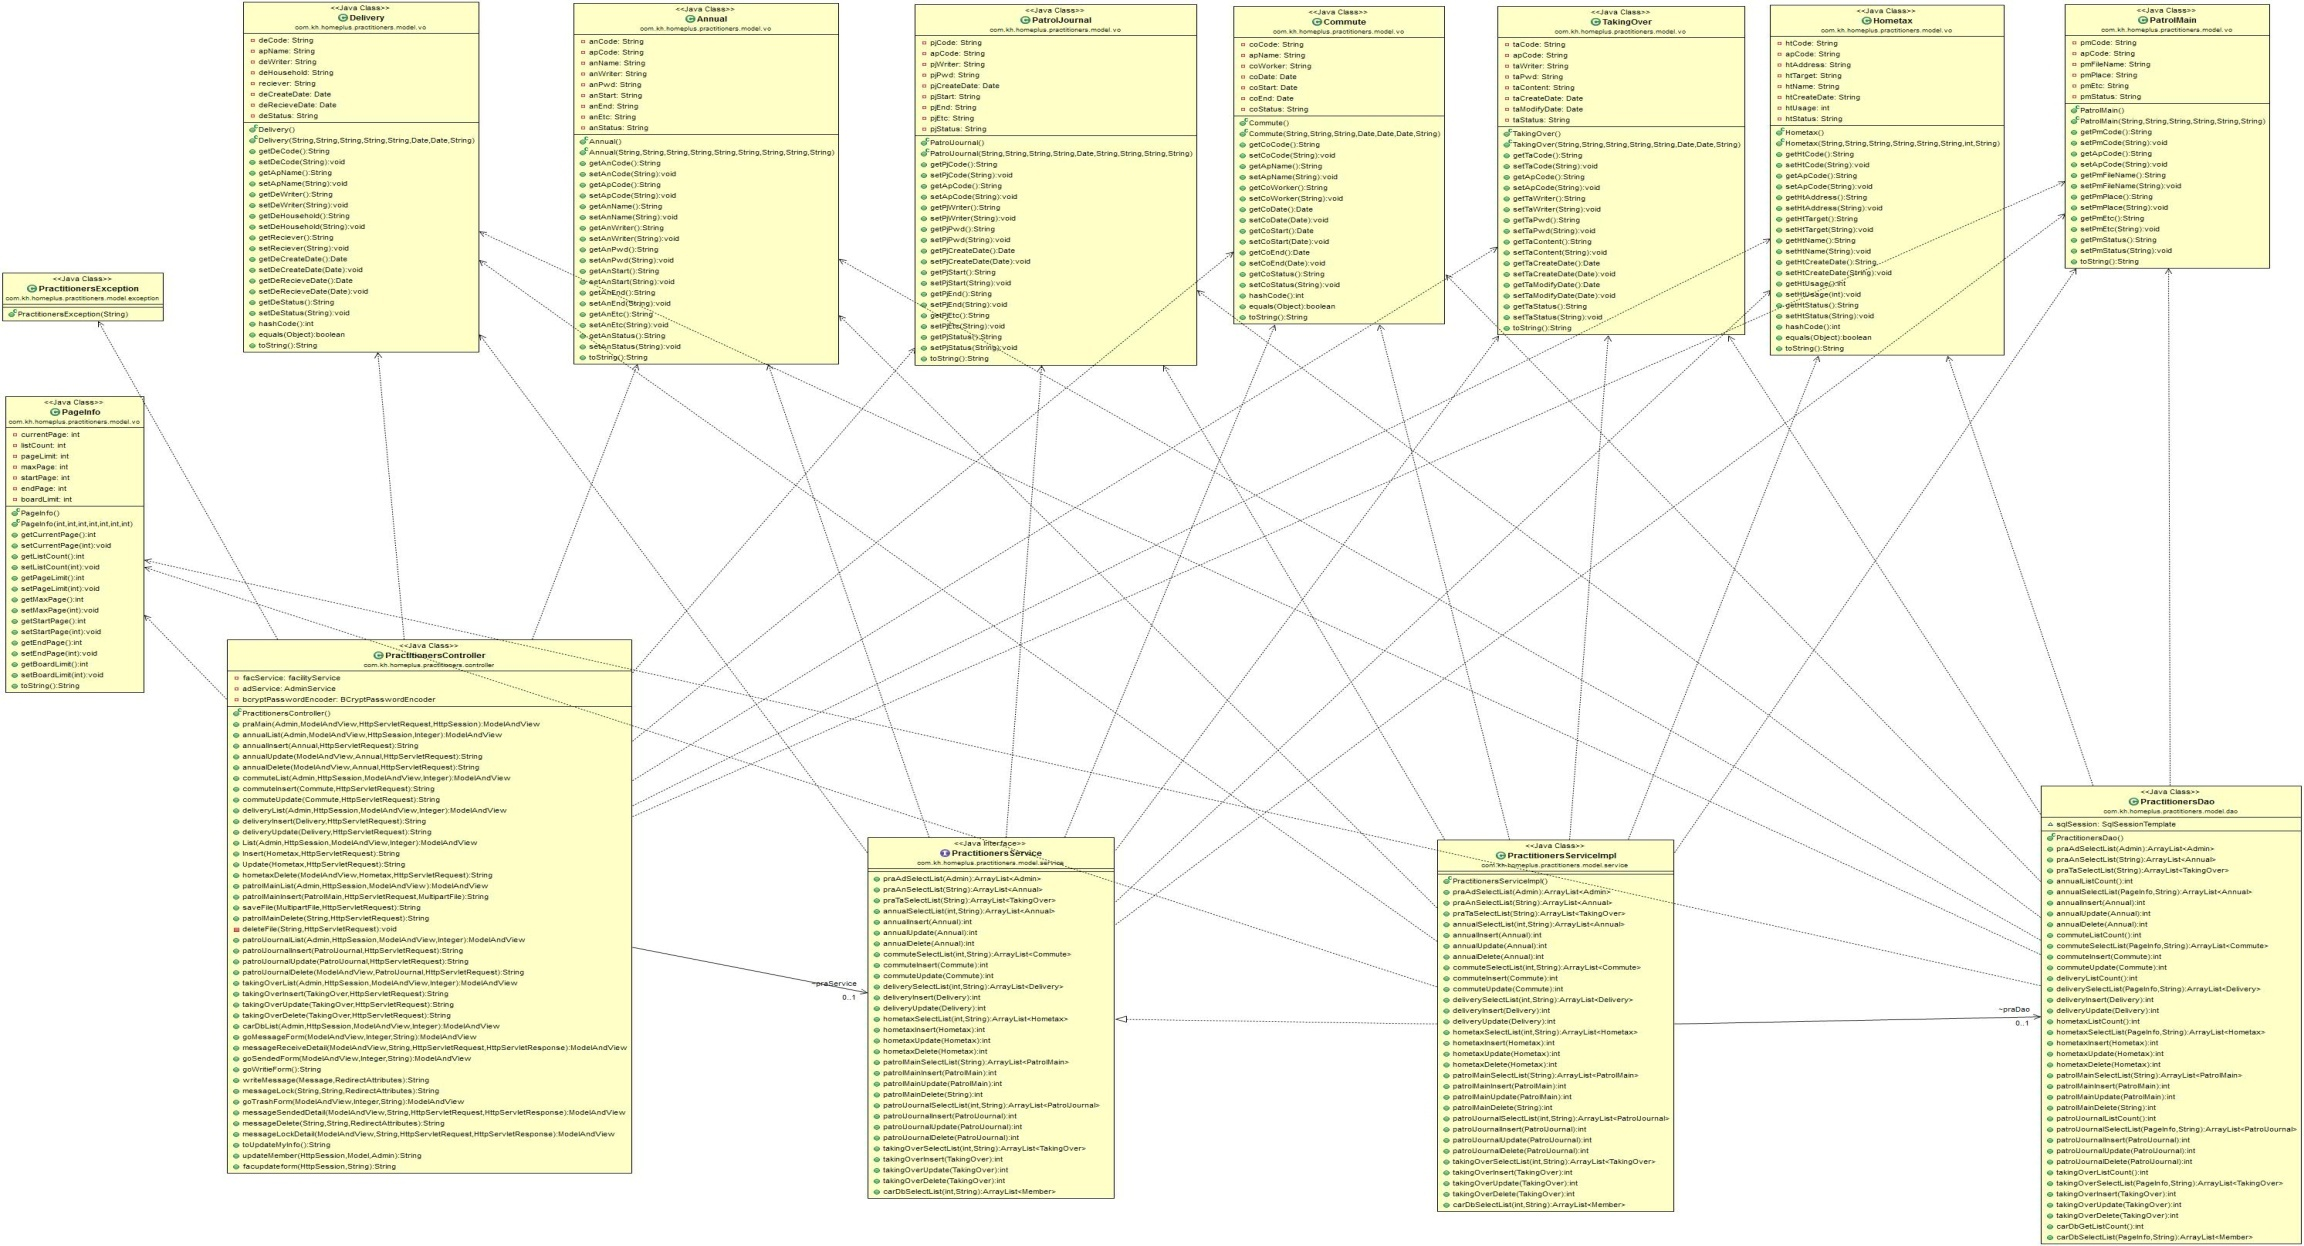 <<Java Class>>
Delivery
com.kh.homeplus.practitioners.model.vo
deCode: String
apName: String
deWriter: String
deHousehold: String
reciever: String
deCreateDate: Date
deRecieveDate: Date
deStatus: String
Delivery()
Delivery(String,String,String,String,String,Date,Date,String)
getDeCode():String
setDeCode(String):void
getApName():String
setApName(String):void
getDeWriter():String
setDeWriter(String):void
getDeHousehold():String
setDeHousehold(String):void
getReciever():String
setReciever(String):void
getDeCreateDate():Date
setDeCreateDate(Date):void
getDeRecieveDate():Date
setDeRecieveDate(Date):void
getDeStatus():String
setDeStatus(String):void
hashCode():int
equals(Object):boolean
toString():String
<<Java Class>>
Annual
com.kh.homeplus.practitioners.model.vo
anCode: String
apCode: String
anName: String
anWriter: String
anPwd: String
anStart: String
anEnd: String
anEtc: String
anStatus: String
Annual()
Annual(String,String,String,String,String,String,String,String,String)
getAnCode():String
setAnCode(String):void
getApCode():String
setApCode(String):void
getAnName():String
setAnName(String):void
getAnWriter():String
setAnWriter(String):void
getAnPwd():String
setAnPwd(String):void
getAnStart():String
setAnStart(String):void
getAnEnd():String
setAnEnd(String):void
getAnEtc():String
setAnEtc(String):void
getAnStatus():String
setAnStatus(String):void
toString():String
<<Java Class>>
PatrolJournal
com.kh.homeplus.practitioners.model.vo
pjCode: String
apCode: String
pjWriter: String
pjPwd: String
pjCreateDate: Date
pjStart: String
pjEnd: String
pjEtc: String
pjStatus: String
PatrolJournal()
PatrolJournal(String,String,String,String,Date,String,String,String,String)
getPjCode():String
setPjCode(String):void
getApCode():String
setApCode(String):void
getPjWriter():String
setPjWriter(String):void
getPjPwd():String
setPjPwd(String):void
getPjCreateDate():Date
setPjCreateDate(Date):void
getPjStart():String
setPjStart(String):void
getPjEnd():String
setPjEnd(String):void
getPjEtc():String
setPjEtc(String):void
getPjStatus():String
setPjStatus(String):void
toString():String
<<Java Class>>
Commute
com.kh.homeplus.practitioners.model.vo
coCode: String
apName: String
coWorker: String
coDate: Date
coStart: Date
coEnd: Date
coStatus: String
Commute()
Commute(String,String,String,Date,Date,Date,String)
getCoCode():String
setCoCode(String):void
getApName():String
setApName(String):void
getCoWorker():String
setCoWorker(String):void
getCoDate():Date
setCoDate(Date):void
getCoStart():Date
setCoStart(Date):void
getCoEnd():Date
setCoEnd(Date):void
getCoStatus():String
setCoStatus(String):void
hashCode():int
equals(Object):boolean
toString():String
<<Java Class>>
TakingOver
com.kh.homeplus.practitioners.model.vo
taCode: String
apCode: String
taWriter: String
taPwd: String
taContent: String
taCreateDate: Date
taModifyDate: Date
taStatus: String
TakingOver()
TakingOver(String,String,String,String,String,Date,Date,String)
getTaCode():String
setTaCode(String):void
getApCode():String
setApCode(String):void
getTaWriter():String
setTaWriter(String):void
getTaPwd():String
setTaPwd(String):void
getTaContent():String
setTaContent(String):void
getTaCreateDate():Date
setTaCreateDate(Date):void
getTaModifyDate():Date
setTaModifyDate(Date):void
getTaStatus():String
setTaStatus(String):void
toString():String
<<Java Class>>
Hometax
com.kh.homeplus.practitioners.model.vo
htCode: String
apCode: String
htAddress: String
htTarget: String
htName: String
htCreateDate: String
htUsage: int
htStatus: String
Hometax()
Hometax(String,String,String,String,String,String,int,String)
getHtCode():String
setHtCode(String):void
getApCode():String
setApCode(String):void
getHtAddress():String
setHtAddress(String):void
getHtTarget():String
setHtTarget(String):void
getHtName():String
setHtName(String):void
getHtCreateDate():String
setHtCreateDate(String):void
getHtUsage():int
setHtUsage(int):void
getHtStatus():String
setHtStatus(String):void
hashCode():int
equals(Object):boolean
toString():String
<<Java Class>>
PatrolMain
com.kh.homeplus.practitioners.model.vo
pmCode: String
apCode: String
pmFileName: String
pmPlace: String
pmEtc: String
pmStatus: String
PatrolMain()
PatrolMain(String,String,String,String,String,String)
getPmCode():String
setPmCode(String):void
getApCode():String
setApCode(String):void
getPmFileName():String
setPmFileName(String):void
getPmPlace():String
setPmPlace(String):void
getPmEtc():String
setPmEtc(String):void
getPmStatus():String
setPmStatus(String):void
toString():String
<<Java Class>>
PractitionersException
com.kh.homeplus.practitioners.model.exception
PractitionersException(String)
<<Java Class>>
PageInfo
com.kh.homeplus.practitioners.model.vo
currentPage: int
listCount: int
pageLimit: int
maxPage: int
startPage: int
endPage: int
boardLimit: int
PageInfo()
PageInfo(int,int,int,int,int,int,int)
getCurrentPage():int
setCurrentPage(int):void
getListCount():int
setListCount(int):void
getPageLimit():int
setPageLimit(int):void
getMaxPage():int
setMaxPage(int):void
getStartPage():int
setStartPage(int):void
getEndPage():int
setEndPage(int):void
getBoardLimit():int
setBoardLimit(int):void
toString():String
<<Java Class>>
PractitionersController
com.kh.homeplus.practitioners.controller
facService: facilityService
adService: AdminService
bcryptPasswordEncoder: BCryptPasswordEncoder
PractitionersController()
praMain(Admin,ModelAndView,HttpServletRequest,HttpSession):ModelAndView
annualList(Admin,ModelAndView,HttpSession,Integer):ModelAndView
annualInsert(Annual,HttpServletRequest):String
annualUpdate(ModelAndView,Annual,HttpServletRequest):String
annualDelete(ModelAndView,Annual,HttpServletRequest):String
commuteList(Admin,HttpSession,ModelAndView,Integer):ModelAndView
commuteInsert(Commute,HttpServletRequest):String
commuteUpdate(Commute,HttpServletRequest):String
deliveryList(Admin,HttpSession,ModelAndView,Integer):ModelAndView
deliveryInsert(Delivery,HttpServletRequest):String
deliveryUpdate(Delivery,HttpServletRequest):String
List(Admin,HttpSession,ModelAndView,Integer):ModelAndView
Insert(Hometax,HttpServletRequest):String
Update(Hometax,HttpServletRequest):String
hometaxDelete(ModelAndView,Hometax,HttpServletRequest):String
patrolMainList(Admin,HttpSession,ModelAndView):ModelAndView
patrolMainInsert(PatrolMain,HttpServletRequest,MultipartFile):String
saveFile(MultipartFile,HttpServletRequest):String
patrolMainDelete(String,HttpServletRequest):String
deleteFile(String,HttpServletRequest):void
patrolJournalList(Admin,HttpSession,ModelAndView,Integer):ModelAndView
patrolJournalInsert(PatrolJournal,HttpServletRequest):String
patrolJournalUpdate(PatrolJournal,HttpServletRequest):String
patrolJournalDelete(ModelAndView,PatrolJournal,HttpServletRequest):String
takingOverList(Admin,HttpSession,ModelAndView,Integer):ModelAndView
takingOverInsert(TakingOver,HttpServletRequest):String
takingOverUpdate(TakingOver,HttpServletRequest):String
takingOverDelete(TakingOver,HttpServletRequest):String
carDbList(Admin,HttpSession,ModelAndView,Integer):ModelAndView
goMessageForm(ModelAndView,Integer,String):ModelAndView
messageReceiveDetail(ModelAndView,String,HttpServletRequest,HttpServletResponse):ModelAndView
goSendedForm(ModelAndView,Integer,String):ModelAndView
goWritieForm():String
writeMessage(Message,RedirectAttributes):String
messageLock(String,String,RedirectAttributes):String
goTrashForm(ModelAndView,Integer,String):ModelAndView
messageSendedDetail(ModelAndView,String,HttpServletRequest,HttpServletResponse):ModelAndView
messageDelete(String,String,RedirectAttributes):String
messageLockDetail(ModelAndView,String,HttpServletRequest,HttpServletResponse):ModelAndView
toUpdateMyInfo():String
updateMember(HttpSession,Model,Admin):String
facupdateform(HttpSession,String):String
~praService
0..1
<<Java Interface>>
PractitionersService
com.kh.homeplus.practitioners.model.service
praAdSelectList(Admin):ArrayList<Admin>
praAnSelectList(String):ArrayList<Annual>
praTaSelectList(String):ArrayList<TakingOver>
annualSelectList(int,String):ArrayList<Annual>
annualInsert(Annual):int
annualUpdate(Annual):int
annualDelete(Annual):int
commuteSelectList(int,String):ArrayList<Commute>
commuteInsert(Commute):int
commuteUpdate(Commute):int
deliverySelectList(int,String):ArrayList<Delivery>
deliveryInsert(Delivery):int
deliveryUpdate(Delivery):int
hometaxSelectList(int,String):ArrayList<Hometax>
hometaxInsert(Hometax):int
hometaxUpdate(Hometax):int
hometaxDelete(Hometax):int
patrolMainSelectList(String):ArrayList<PatrolMain>
patrolMainInsert(PatrolMain):int
patrolMainUpdate(PatrolMain):int
patrolMainDelete(String):int
patrolJournalSelectList(int,String):ArrayList<PatrolJournal>
patrolJournalInsert(PatrolJournal):int
patrolJournalUpdate(PatrolJournal):int
patrolJournalDelete(PatrolJournal):int
takingOverSelectList(int,String):ArrayList<TakingOver>
takingOverInsert(TakingOver):int
takingOverUpdate(TakingOver):int
takingOverDelete(TakingOver):int
carDbSelectList(int,String):ArrayList<Member>
<<Java Class>>
PractitionersServiceImpl
com.kh.homeplus.practitioners.model.service
PractitionersServiceImpl()
praAdSelectList(Admin):ArrayList<Admin>
praAnSelectList(String):ArrayList<Annual>
praTaSelectList(String):ArrayList<TakingOver>
annualSelectList(int,String):ArrayList<Annual>
annualInsert(Annual):int
annualUpdate(Annual):int
annualDelete(Annual):int
commuteSelectList(int,String):ArrayList<Commute>
commuteInsert(Commute):int
commuteUpdate(Commute):int
deliverySelectList(int,String):ArrayList<Delivery>
deliveryInsert(Delivery):int
deliveryUpdate(Delivery):int
hometaxSelectList(int,String):ArrayList<Hometax>
hometaxInsert(Hometax):int
hometaxUpdate(Hometax):int
hometaxDelete(Hometax):int
patrolMainSelectList(String):ArrayList<PatrolMain>
patrolMainInsert(PatrolMain):int
patrolMainUpdate(PatrolMain):int
patrolMainDelete(String):int
patrolJournalSelectList(int,String):ArrayList<PatrolJournal>
patrolJournalInsert(PatrolJournal):int
patrolJournalUpdate(PatrolJournal):int
patrolJournalDelete(PatrolJournal):int
takingOverSelectList(int,String):ArrayList<TakingOver>
takingOverInsert(TakingOver):int
takingOverUpdate(TakingOver):int
takingOverDelete(TakingOver):int
carDbSelectList(int,String):ArrayList<Member>
~praDao
0..1
<<Java Class>>
PractitionersDao
com.kh.homeplus.practitioners.model.dao
sqlSession: SqlSessionTemplate
PractitionersDao()
praAdSelectList(Admin):ArrayList<Admin>
praAnSelectList(String):ArrayList<Annual>
praTaSelectList(String):ArrayList<TakingOver>
annualListCount():int
annualSelectList(PageInfo,String):ArrayList<Annual>
annualInsert(Annual):int
annualUpdate(Annual):int
annualDelete(Annual):int
commuteListCount():int
commuteSelectList(PageInfo,String):ArrayList<Commute>
commuteInsert(Commute):int
commuteUpdate(Commute):int
deliveryListCount():int
deliverySelectList(PageInfo,String):ArrayList<Delivery>
deliveryInsert(Delivery):int
deliveryUpdate(Delivery):int
hometaxListCount():int
hometaxSelectList(PageInfo,String):ArrayList<Hometax>
hometaxInsert(Hometax):int
hometaxUpdate(Hometax):int
hometaxDelete(Hometax):int
patrolMainSelectList(String):ArrayList<PatrolMain>
patrolMainInsert(PatrolMain):int
patrolMainUpdate(PatrolMain):int
patrolMainDelete(String):int
patrolJournalListCount():int
patrolJournalSelectList(PageInfo,String):ArrayList<PatrolJournal>
patrolJournalInsert(PatrolJournal):int
patrolJournalUpdate(PatrolJournal):int
patrolJournalDelete(PatrolJournal):int
takingOverListCount():int
takingOverSelectList(PageInfo,String):ArrayList<TakingOver>
takingOverInsert(TakingOver):int
takingOverUpdate(TakingOver):int
takingOverDelete(TakingOver):int
carDbGetListCount():int
carDbSelectList(PageInfo,String):ArrayList<Member>